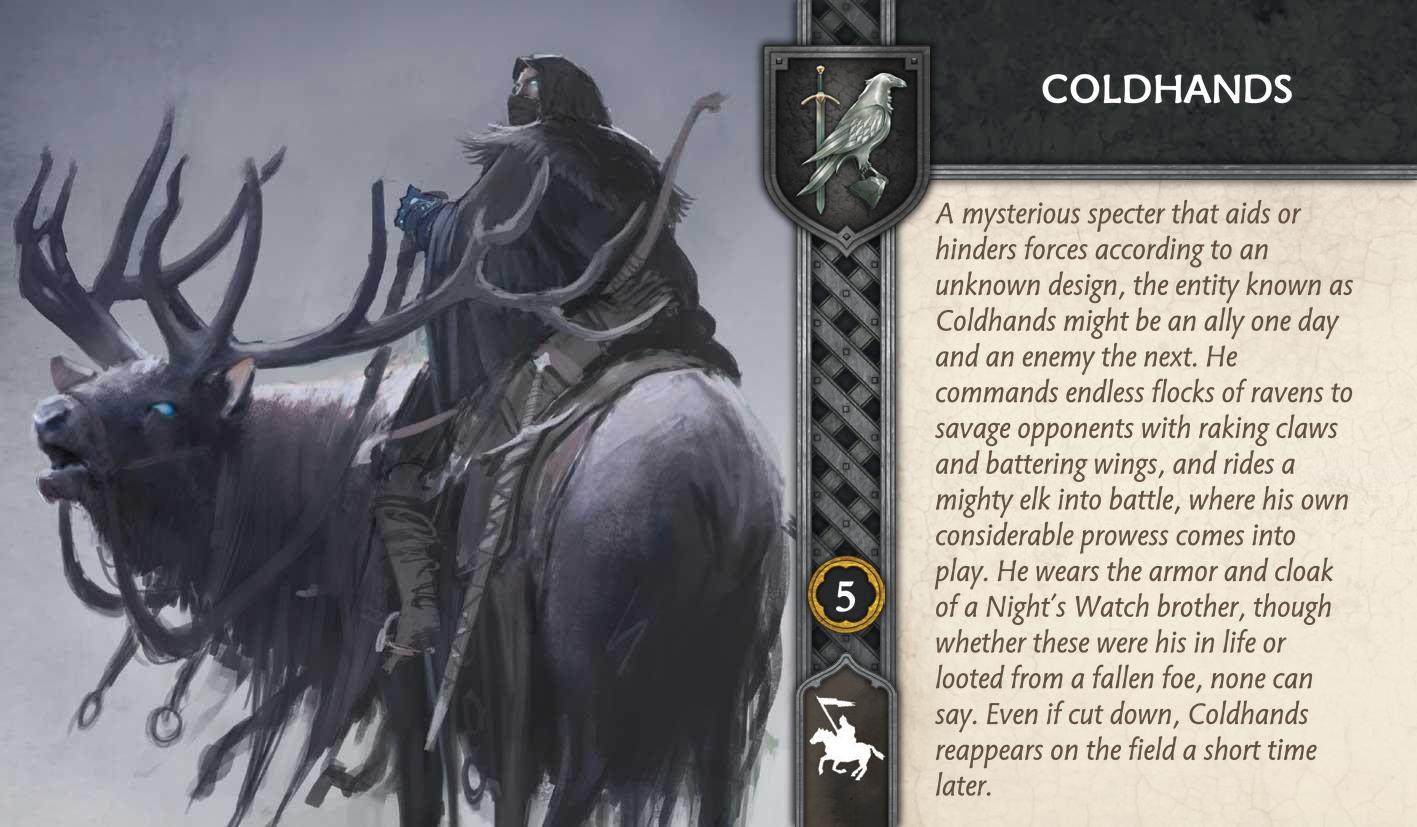 COLDHANDS
A mysterious specter that aids or
hinders forces according to an
unknown design, the entity known as
Coldhands might be an ally one day
and an enemy the next. He
commands endless flocks of ravens to
savage opponents with raking claws
and battering wings, and rides a
mighty elk into battle, where his own
considerable prowess comes into
play. He wears the armor and cloak
of a Night's Watch brother, though
whether these were his in life or
looted from a fallen foe, none can
say. Even if cut down, Coldhands
reappears on the field a short time
later.
5